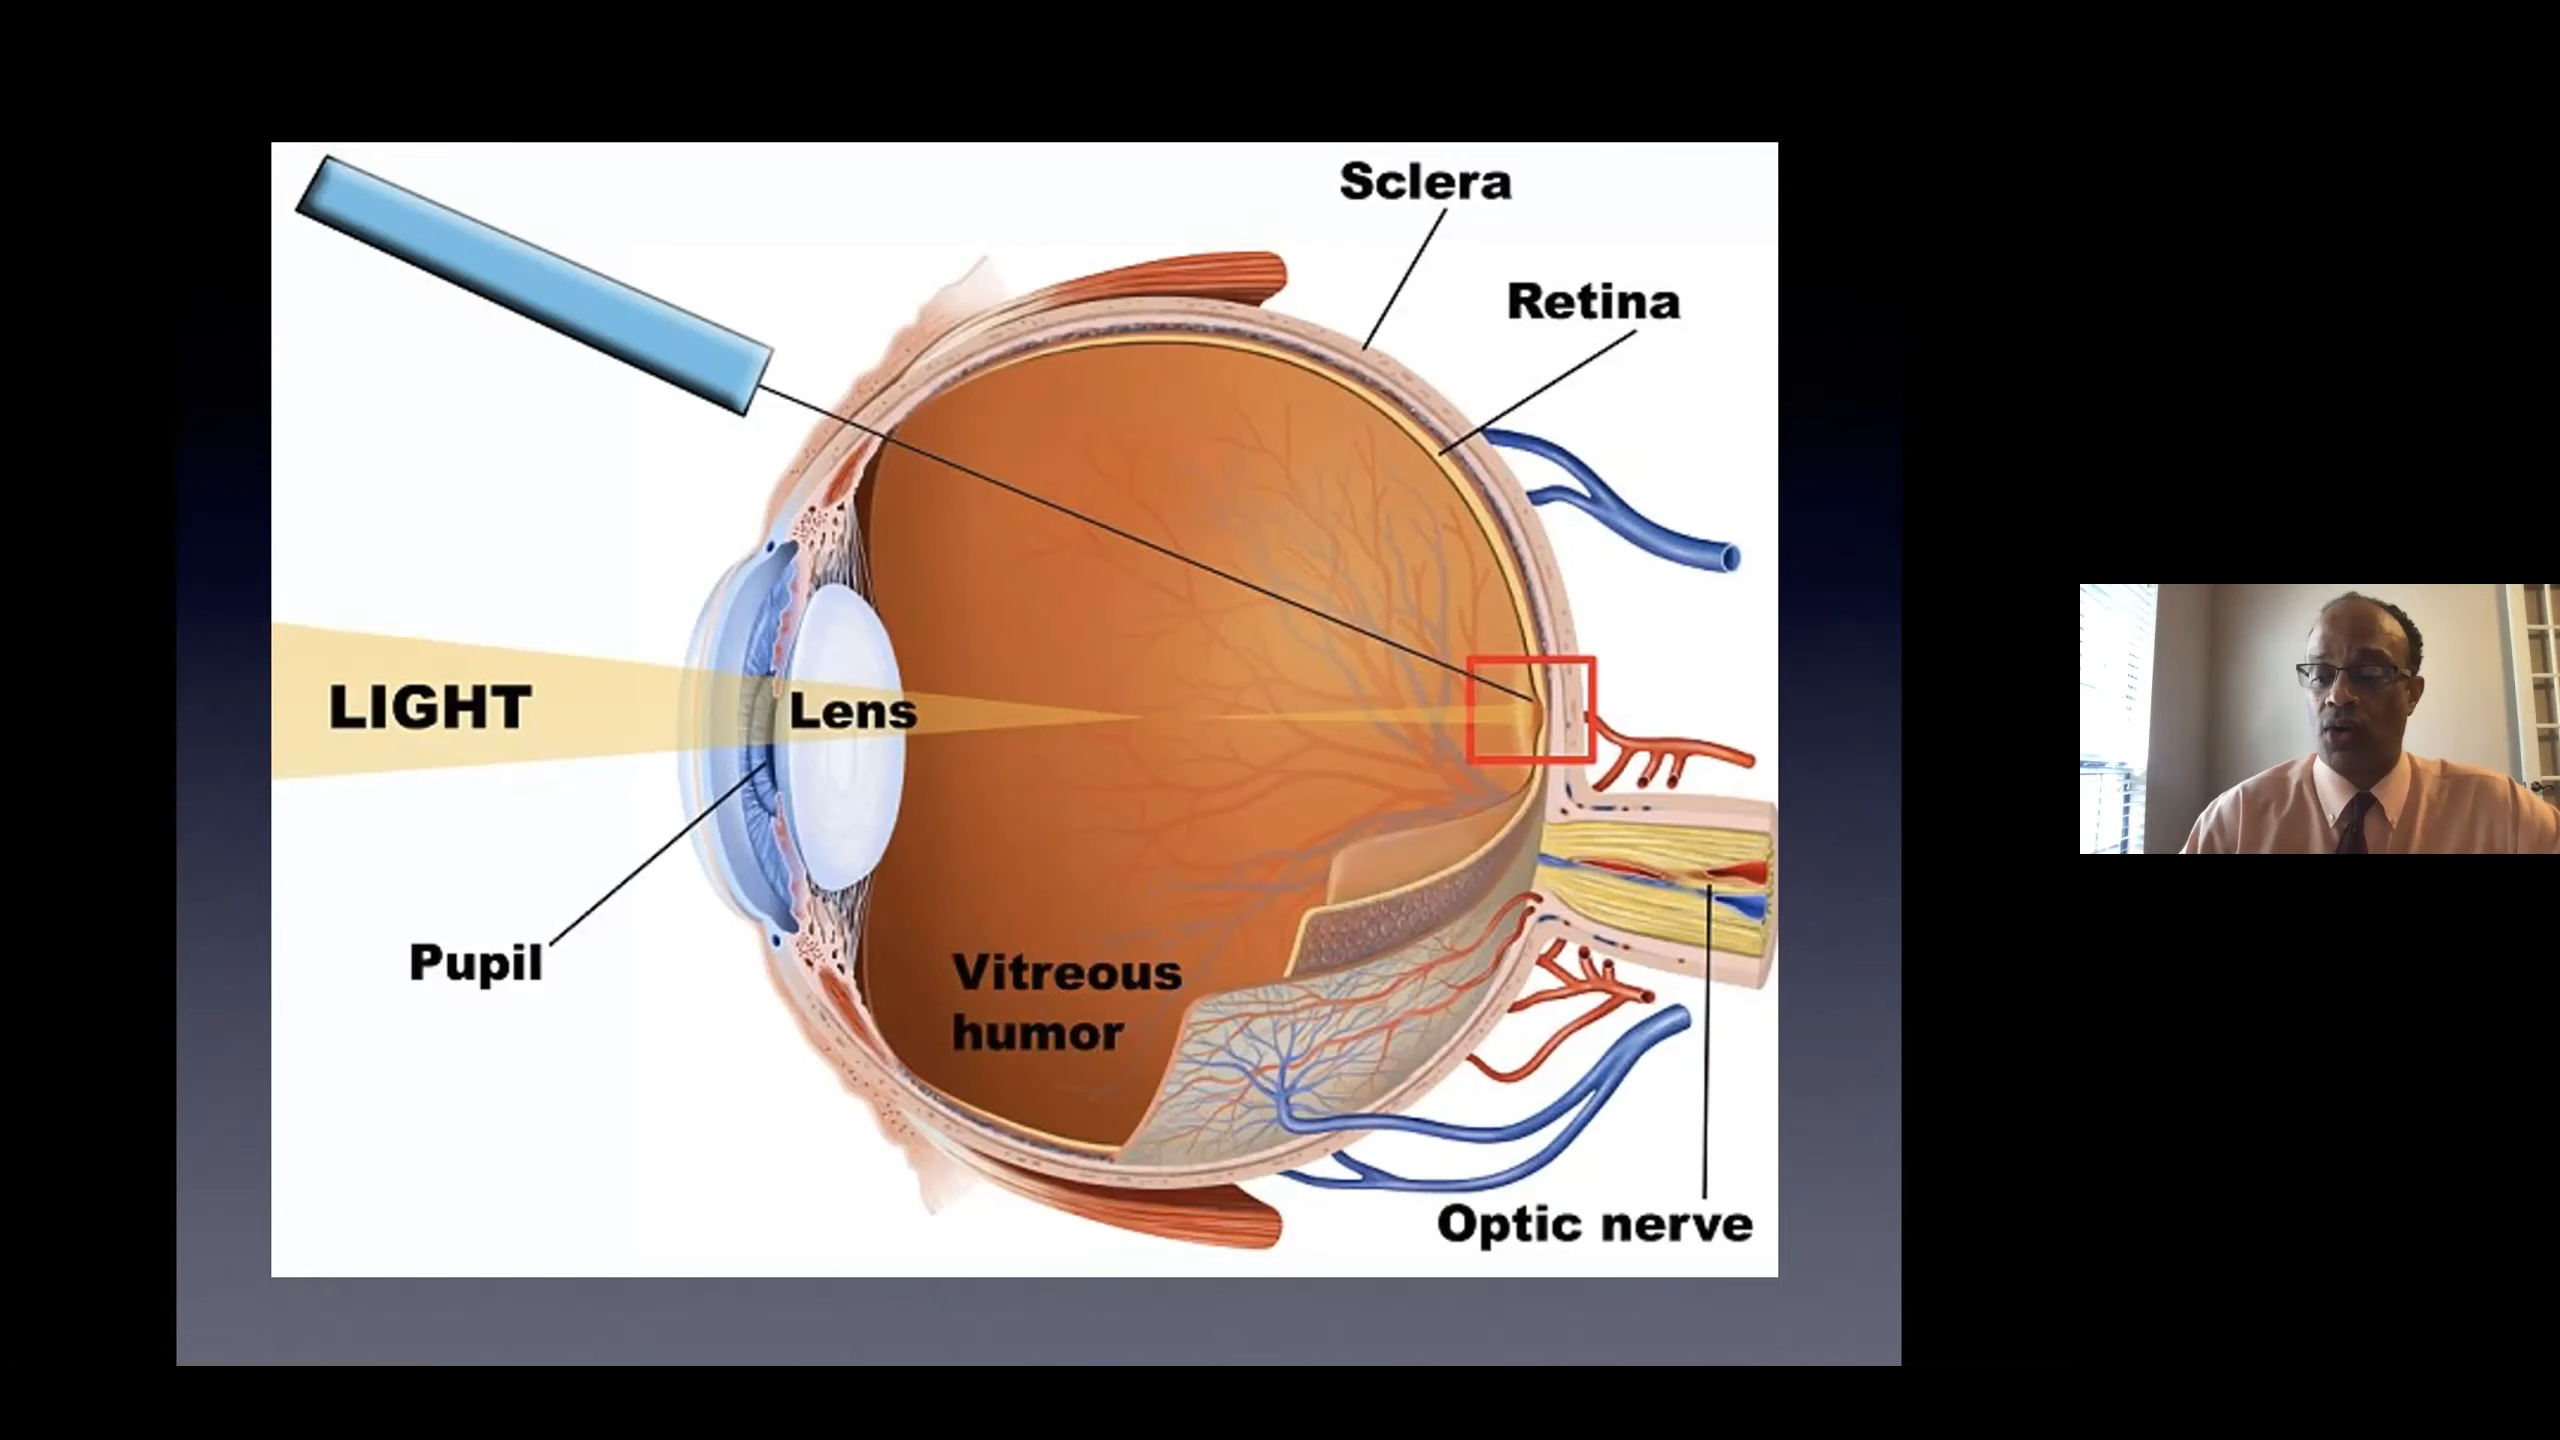 Sclera
Retina
LIGHT
Lens
Pupil
Vitreous
humor
Optic nerve